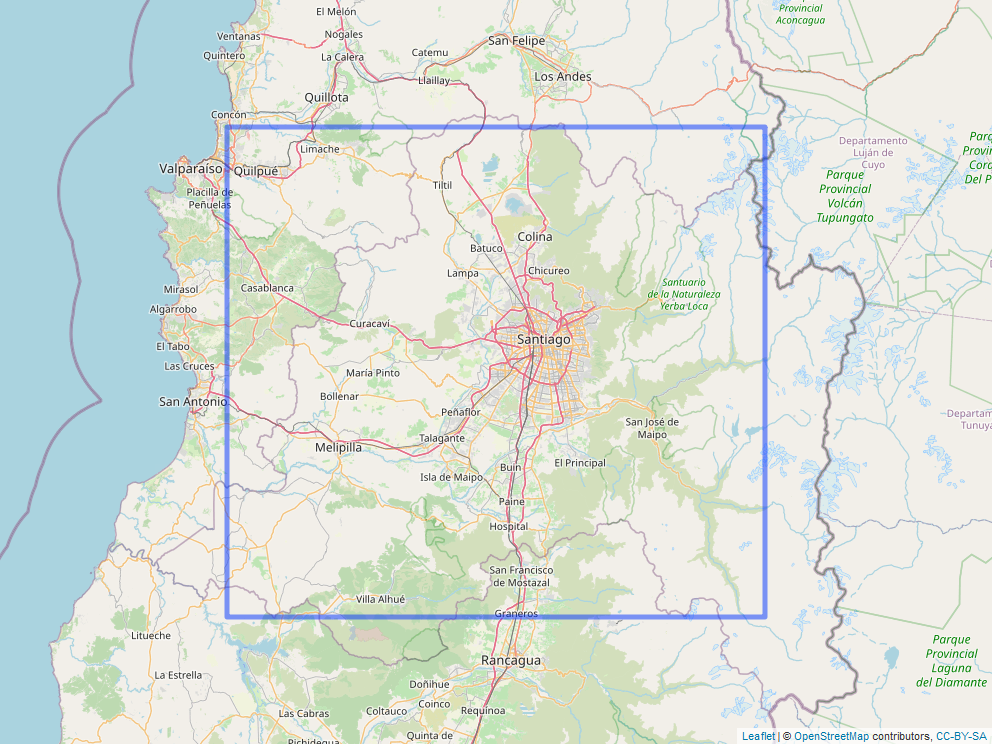 El Melón
Provincial
Aconcagua
Ventanas
Nogales
San Felipe
Quintero
La Calera
Catemu
Llaillay
Los Andes
Quillota
Concón
Limache
Departamento
Luján de
Cuyo
Valparaíso
Quilpué
Parque
Provincial
Volcán
Tupungato
Tiltil
Placilla de
Peñuelas
Colina
Batuco
Lampa
Chicureo
Mirasol
Casablanca
Santuario
de la Naturaleza
Yerba Loca
Algarrobo
Curacaví
Santiago
El Tabo
Las Cruces
María Pinto
San Antonio
Bollenar
Peñaflor
San José de
Maipo
Talagante
Melipilla
El Principal
Buin
Isla de Maipo
Paine
Hospital
San Francisco
de Mostazal
Villa Alhué
Graneros
Litueche
Rancagua
Parque
Provincial
Laguna
del Diamante
La Estrella
Doñihue
Coinco
Las Cabras
Coltauco
Requinoa
Quinta de
Leaflet | © OpenStreetMap contributors, CC-BY-SA